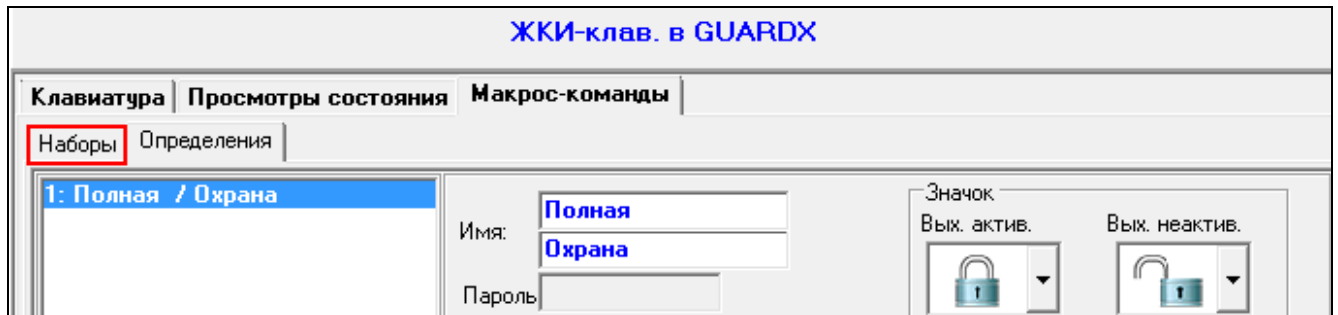 ЖКИ-клав. в GUARDX
Клавиатура Просмотры состояния Макрос-команды
Наборы Определения
1: Полная / Охрана
Имя:
Полная
Охрана
Пароль
Значок
Вых. актив. Вых. неактив.